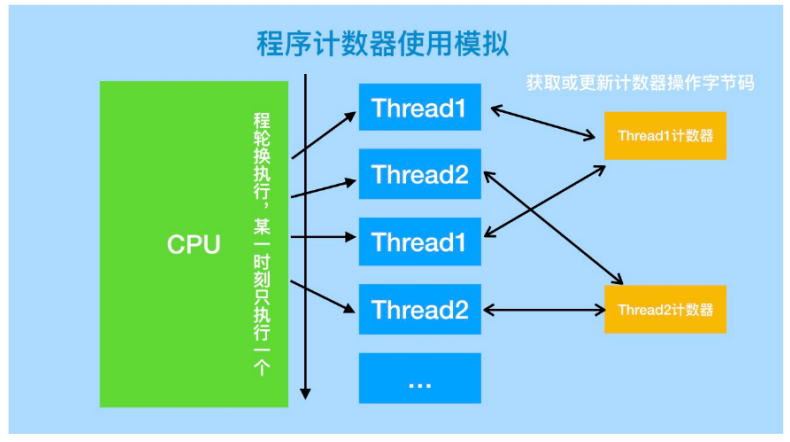 程序计数器使用模拟
获取或更新计数器操作字节码
CPU
程轮换执行，某一时刻只执行一个
Thread1
Thread2
Thread1
Thread2
...
Thread1计数器
Thread2计数器